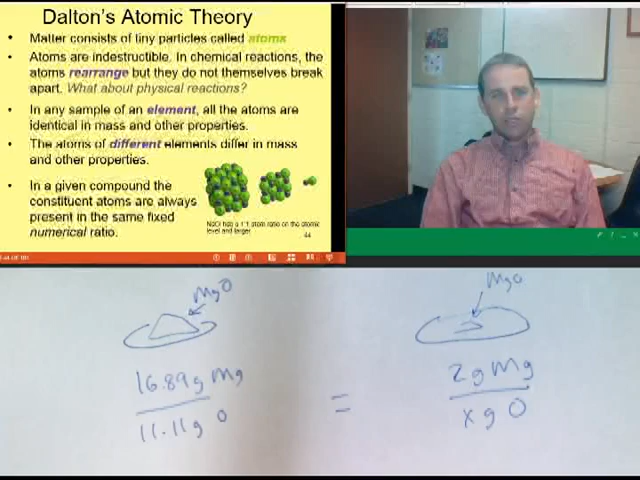 Dalton's Atomic Theory
• Matter consists of tiny particles called atoms
• Atoms are indestructible. In chemical reactions, the
atoms rearrange but they do not themselves break
apart. What about physical reactions?
• In any sample of an element, all the atoms are
identical in mass and other properties.
• The atoms of different elements differ in mass
and other properties.
• In a given compound the
constituent atoms are always
present in the same fixed
numerical ratio.
NaCl has a 1:1 atom ratio on the atomic
level and larger
44
MgO
16.89g Mg
11.11g O
=
MgO
2g Mg
x g O